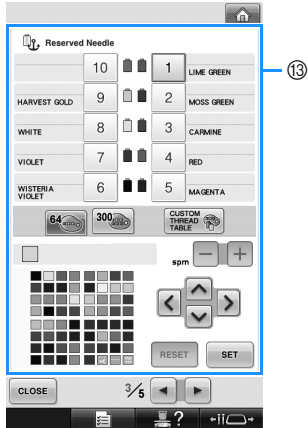 Reserved Needle
10 1 LIME GREEN
⑬
HARVEST GOLD 9 2 MOSS GREEN
WHITE 8 3 CARMINE
VIOLET 7 4 RED
WISTERIA
VIOLET 6 5 MAGENTA
64 300 CUSTOM
THREAD
TABLE
spm − +
RESET SET
CLOSE 3/5
?